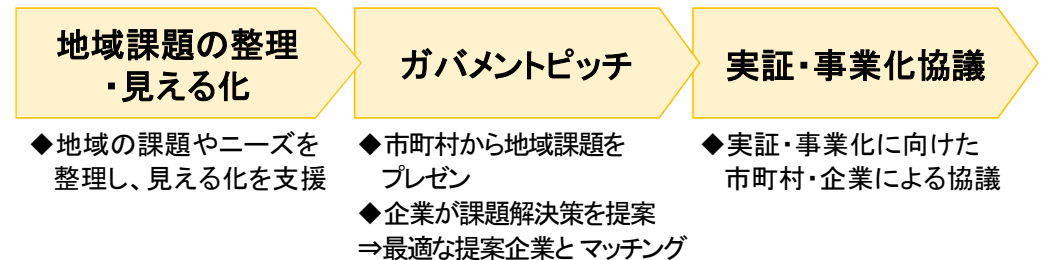 地域課題の整理
・見える化
ガバメントピッチ
実証・事業化協議
◆地域の課題やニーズを
整理し、見える化を支援
◆市町村から地域課題を
プレゼン
◆企業が課題解決策を提案
⇒最適な提案企業と マッチング
◆実証・事業化に向けた
市町村・企業による協議